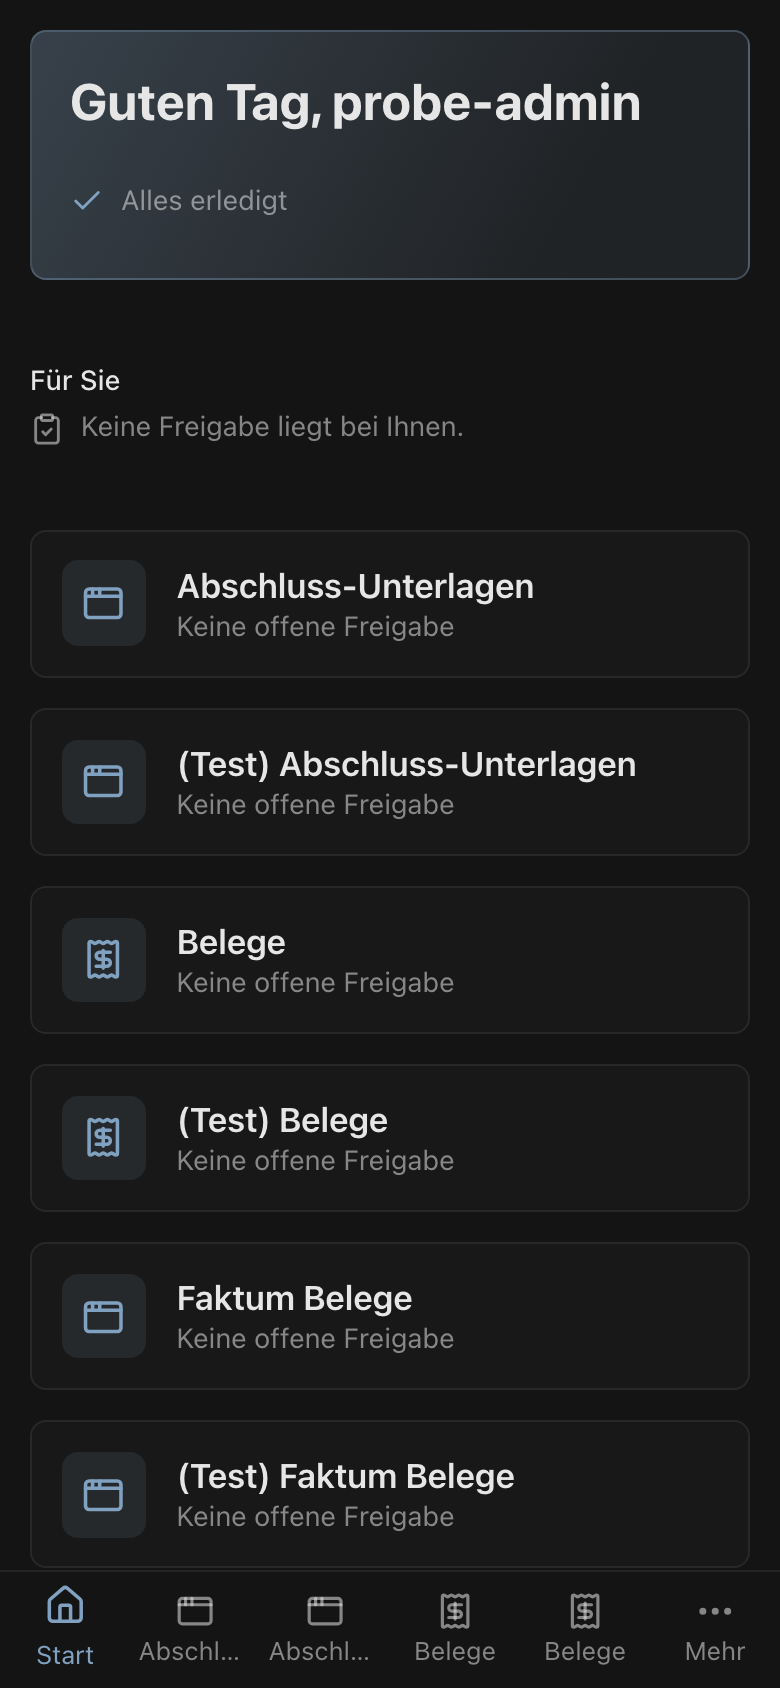 Guten Tag, probe-admin
Alles erledigt
Für Sie
Keine Freigabe liegt bei Ihnen.
Abschluss-Unterlagen
Keine offene Freigabe
(Test) Abschluss-Unterlagen
Keine offene Freigabe
Belege
Keine offene Freigabe
(Test) Belege
Keine offene Freigabe
Faktum Belege
Keine offene Freigabe
(Test) Faktum Belege
Keine offene Freigabe
Start Abschl... Abschl... Belege Belege Mehr